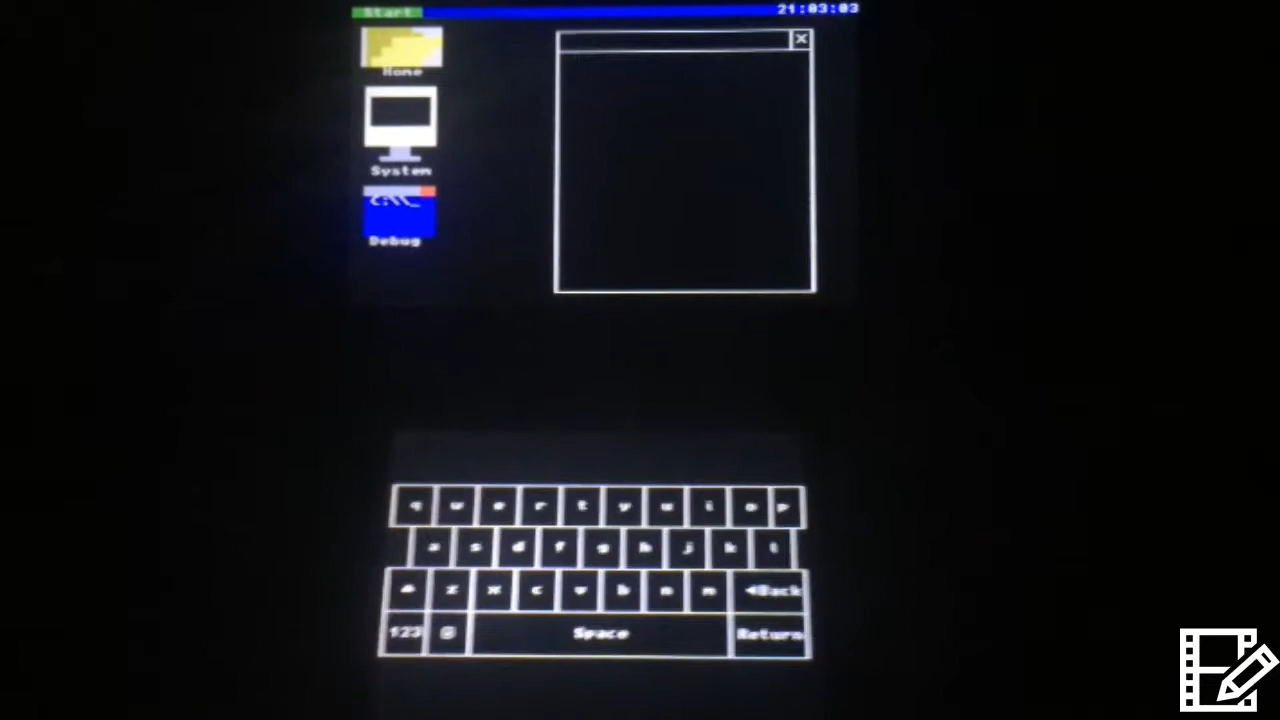 Start 21:03:03
Home
System
C:\\_
Debug
q w e r t y u i o p
a s d f g h j k l
z x c v b n m ◄Back
123 @ Space Return